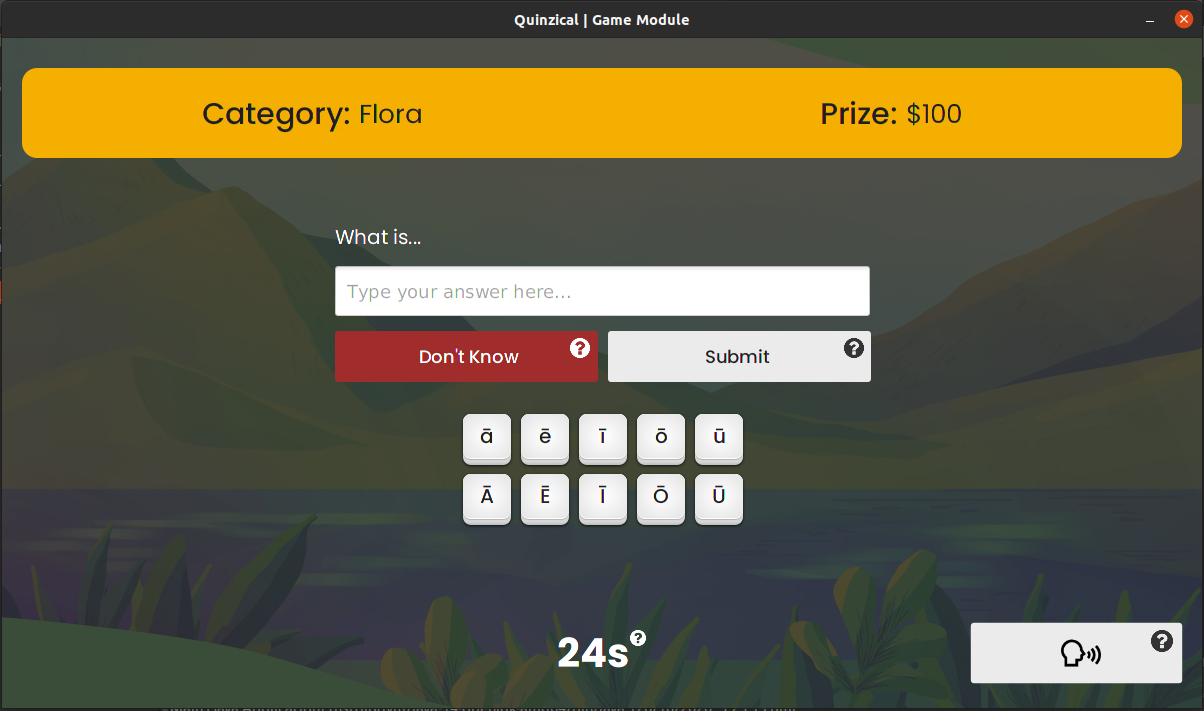 Quinzical | Game Module
Category: Flora
Prize: $100
What is...
Type your answer here...
Don't Know
Submit
ā ē ī ō ū
Ā Ē Ī Ō Ū
24s